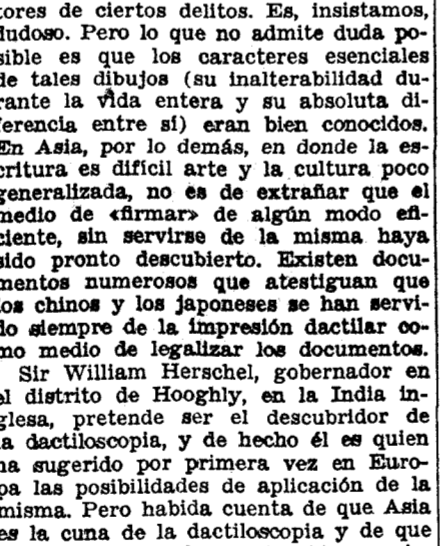 tores de ciertos delitos. Es, insistamos,
dudoso. Pero lo que no admite duda po-
sible es que los caracteres esenciales
de tales dibujos (su inalterabilidad du-
rante la vida entera y su absoluta di-
ferencia entre sí) eran bien conocidos.
En Asia, por lo demás, en donde la es-
critura es difícil arte y la cultura poco
generalizada, no es de extrañar que el
medio de «firmar» de algún modo efi-
ciente, sin servirse de la misma haya
sido pronto descubierto. Existen docu-
mentos numerosos que atestiguan que
los chinos y los japoneses se han servi-
do siempre de la impresión dactilar co-
mo medio de legalizar los documentos.
Sir William Herschel, gobernador en
el distrito de Hooghly, en la India in-
glesa, pretende ser el descubridor de
la dactiloscopia, y de hecho él es quien
ha sugerido por primera vez en Euro-
pa las posibilidades de aplicación de la
misma. Pero habida cuenta de que Asia
es la cuna de la dactiloscopia y de que